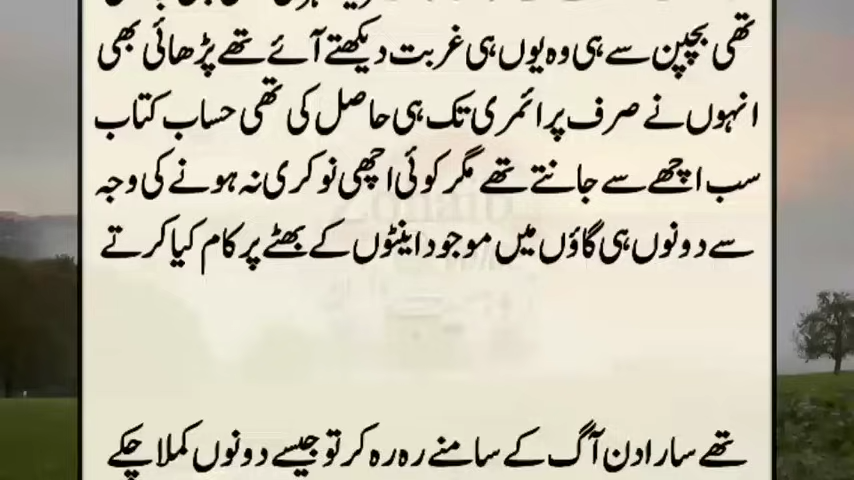 تھی بچپن سے ہی وہ یوں ہی غربت دیکھتے آئے تھے پڑھائی بھی
انہوں نے صرف پرائمری تک ہی حاصل کی تھی حساب کتاب
سب اچھے سے جانتے تھے مگر کوئی اچھی نوکری نہ ہونے کی وجہ
سے دونوں ہی گاؤں میں موجود اینٹوں کے بھٹے پر کام کیا کرتے
Zohaib
تھے سارا دن آگ کے سامنے رہ رہ کر تو جیسے دونوں کملا چکے